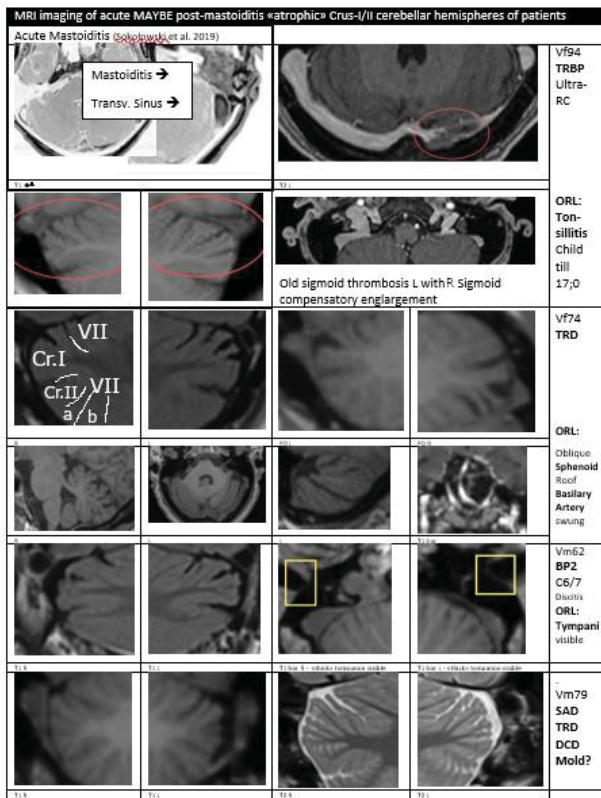 MRI imaging of acute MAYBE post-mastoiditis «atrophic» Crus-I/II cerebellar hemispheres of patients
Acute Mastoiditis (Sokolowski et al. 2019)
Mastoiditis →
Transv. Sinus →
Vf94
TRBP
Ultra-
RC
ORL:
Ton-
sillitis
Child
till
17;0
Old sigmoid thrombosis L with R Sigmoid
compensatory englargement
VII
Cr.I
Cr.II VII
a b
Vf74
TRD
ORL:
Oblique
Sphenoid
Roof
Basilary
Artery
swung
Vm62
BP2
C6/7
Discitis
ORL:
Tympani
visible
Vm79
SAD
TRD
DCD
Mold?